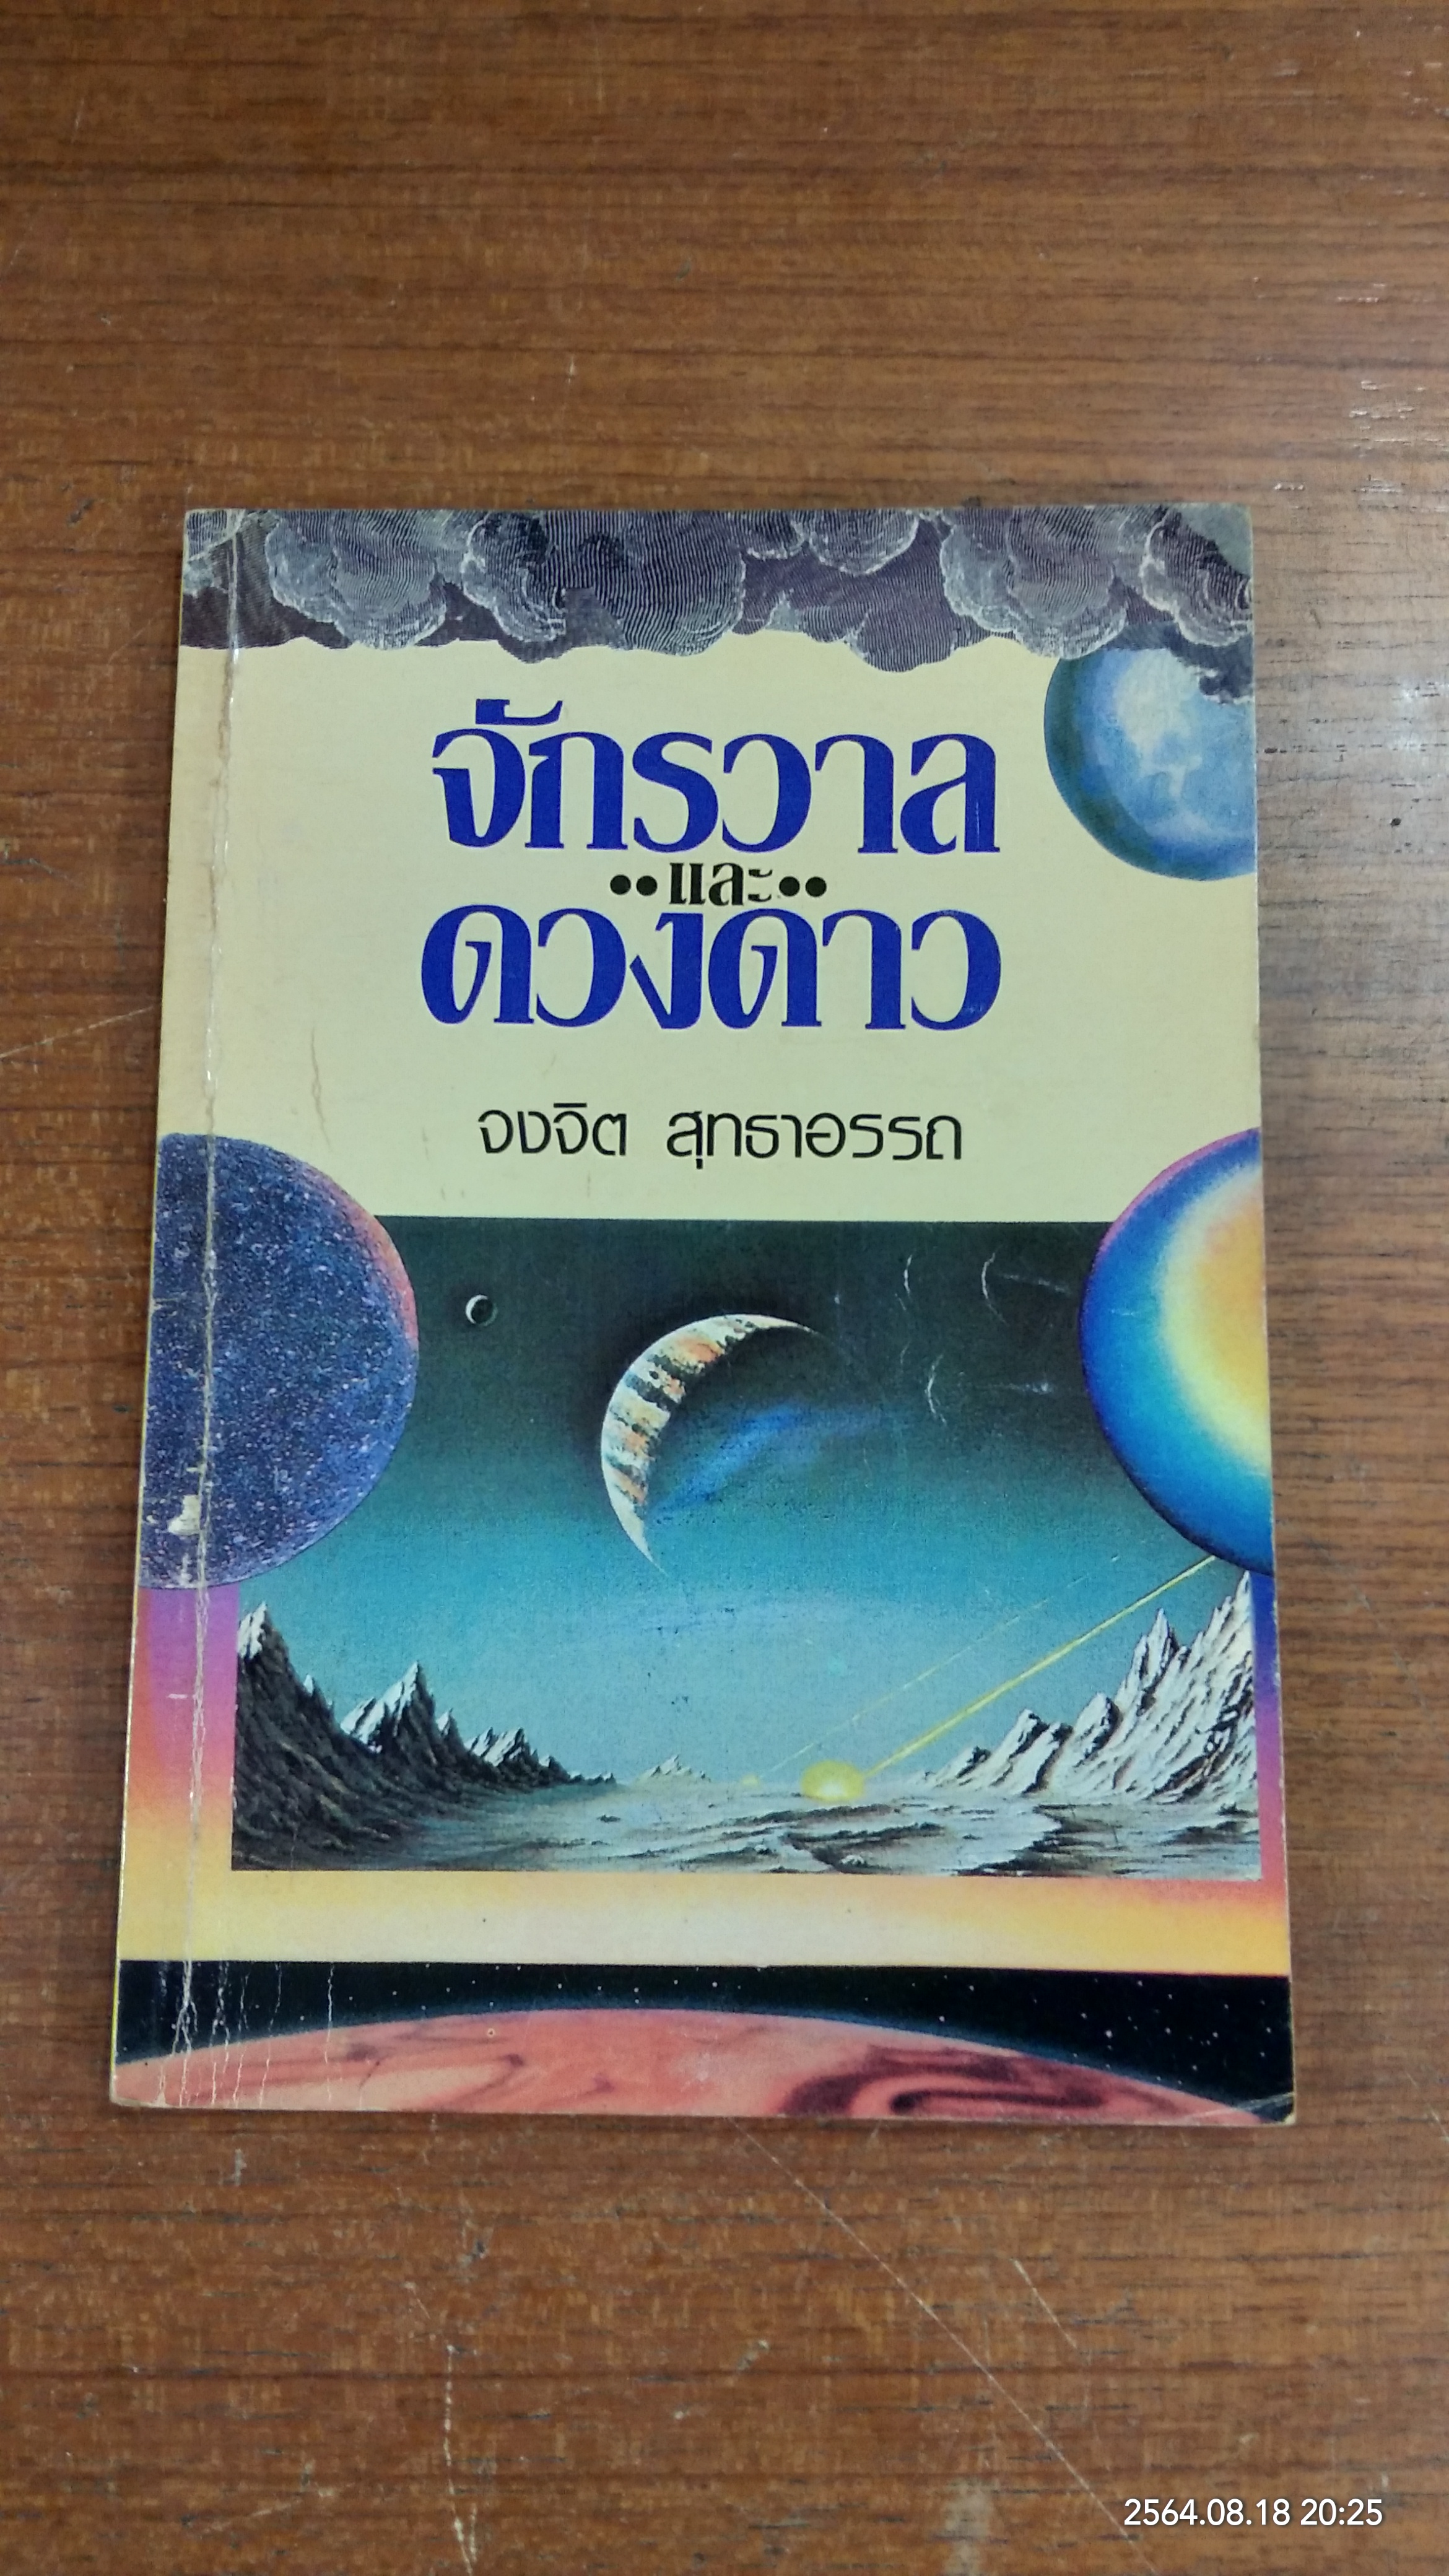 จักรวาล
••และ••
ดวงดาว
จงจิต สุทธาอรรถ
2564.08.18 20:25